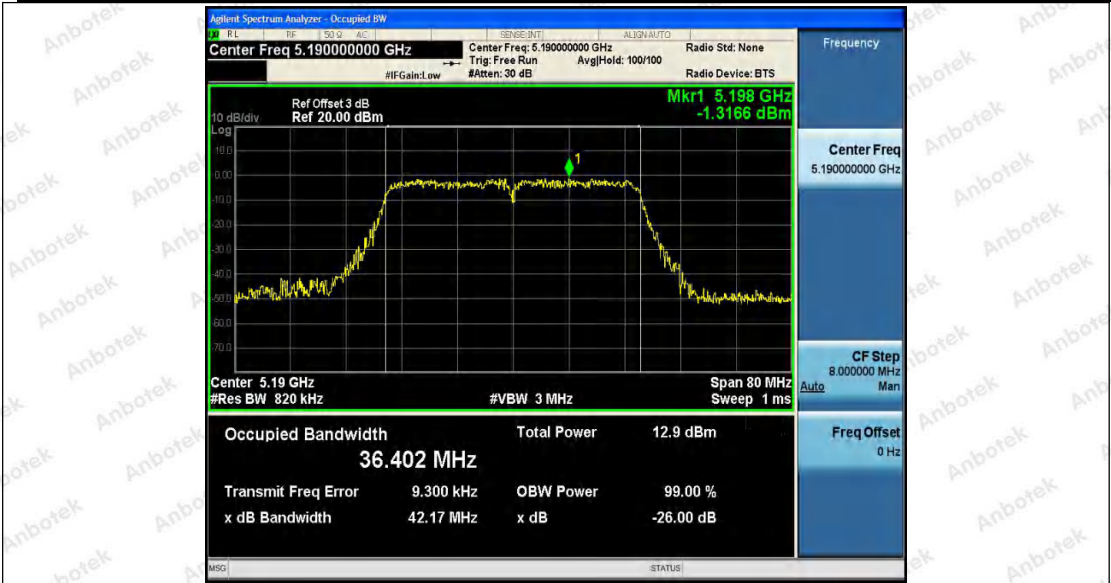 Agilent Spectrum Analyzer - Occupied BW
RL RF 50 Ω AC SENSE:INT ALIGN AUTO
Center Freq 5.190000000 GHz
Center Freq: 5.190000000 GHz Radio Std: None
Trig: Free Run Avg|Hold: 100/100
#IFGain:Low #Atten: 30 dB Radio Device: BTS
Ref Offset 3 dB
10 dB/div Ref 20.00 dBm
Mkr1 5.198 GHz
-1.3166 dBm
Log
10.0
0.00
-10.0
-20.0
-30.0
-40.0
-50.0
-60.0
-70.0
1
Center 5.19 GHz Span 80 MHz
#Res BW 820 kHz #VBW 3 MHz Sweep 1 ms
Occupied Bandwidth Total Power 12.9 dBm
36.402 MHz
Transmit Freq Error 9.300 kHz OBW Power 99.00 %
x dB Bandwidth 42.17 MHz x dB -26.00 dB
MSG STATUS
Frequency
Center Freq
5.190000000 GHz
CF Step
8.000000 MHz
Auto Man
Freq Offset
0 Hz
Anbotek